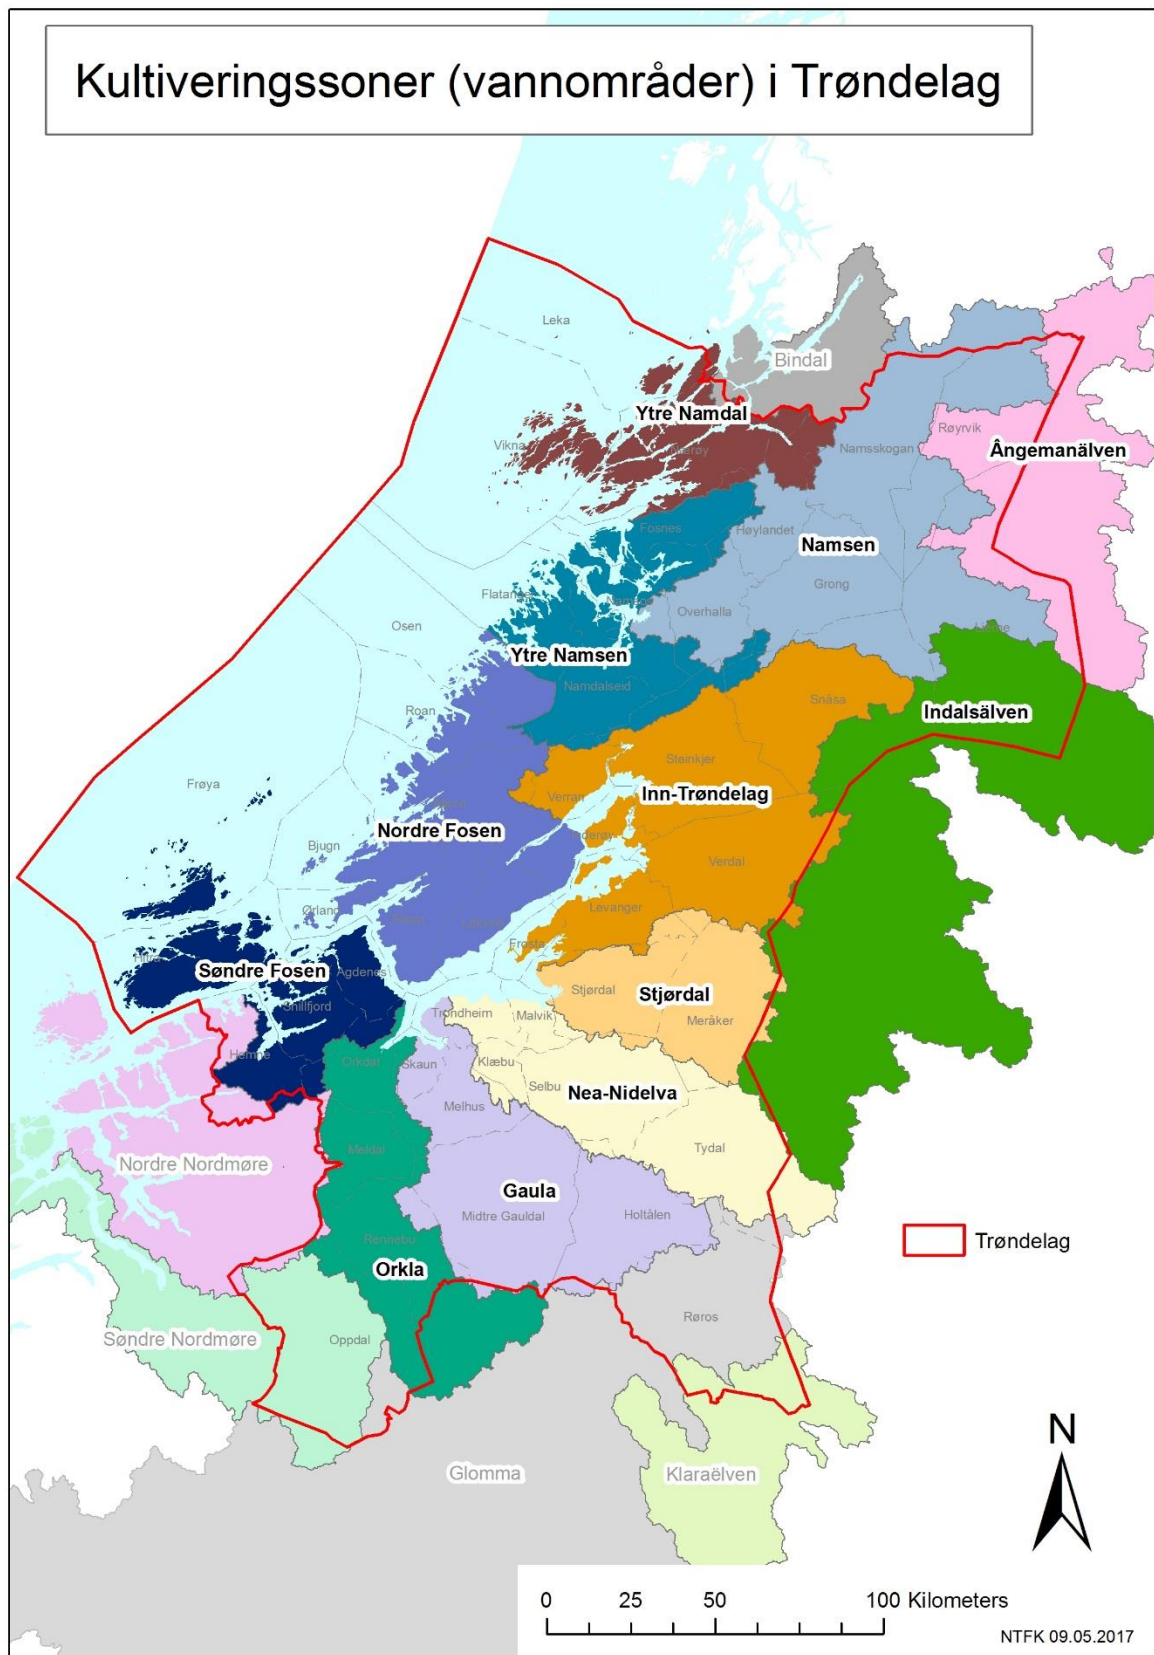 Kultiveringssoner (vannområder) i Trøndelag
Leka
Bindal
Ytre Namdal
Vikna
Røyrvik
Namsskogan
Ångemanälven
Fosnes
Høylandet
Namsen
Grong
Flatanger
Overhalla
Osen
Ytre Namsen
Namdalseid
Snåsa
Roan
Indalsälven
Steinkjer
Frøya
Verran
Inn-Trøndelag
Nordre Fosen
Bjugn
Verdal
Ørland
Levanger
Frosta
Hitra
Søndre Fosen
Agdenes
Stjørdal
Stjørdal
Snillfjord
Trondheim
Malvik
Meråker
Hemne
Orkdal
Skaun
Klæbu
Selbu
Nea-Nidelva
Melhus
Meldal
Tydal
Nordre Nordmøre
Gaula
Midtre Gauldal
Holtålen
Rennebu
Orkla
Trøndelag
Røros
Søndre Nordmøre
Oppdal
N
Glomma
Klaraëlven
0 25 50 100 Kilometers
NTFK 09.05.2017